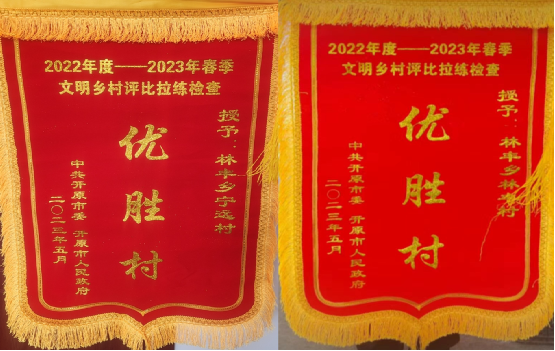 2022年度——2023年春季
文明乡村评比拉练检查
授予：林丰乡宁远村
优胜村
中共开原市委 开原市人民政府
二〇二三年五月
2022年度——2023年春季
文明乡村评比拉练检查
授予：林丰乡林
优胜村
中共开原市委 开原市人民政府
二〇二三年五月